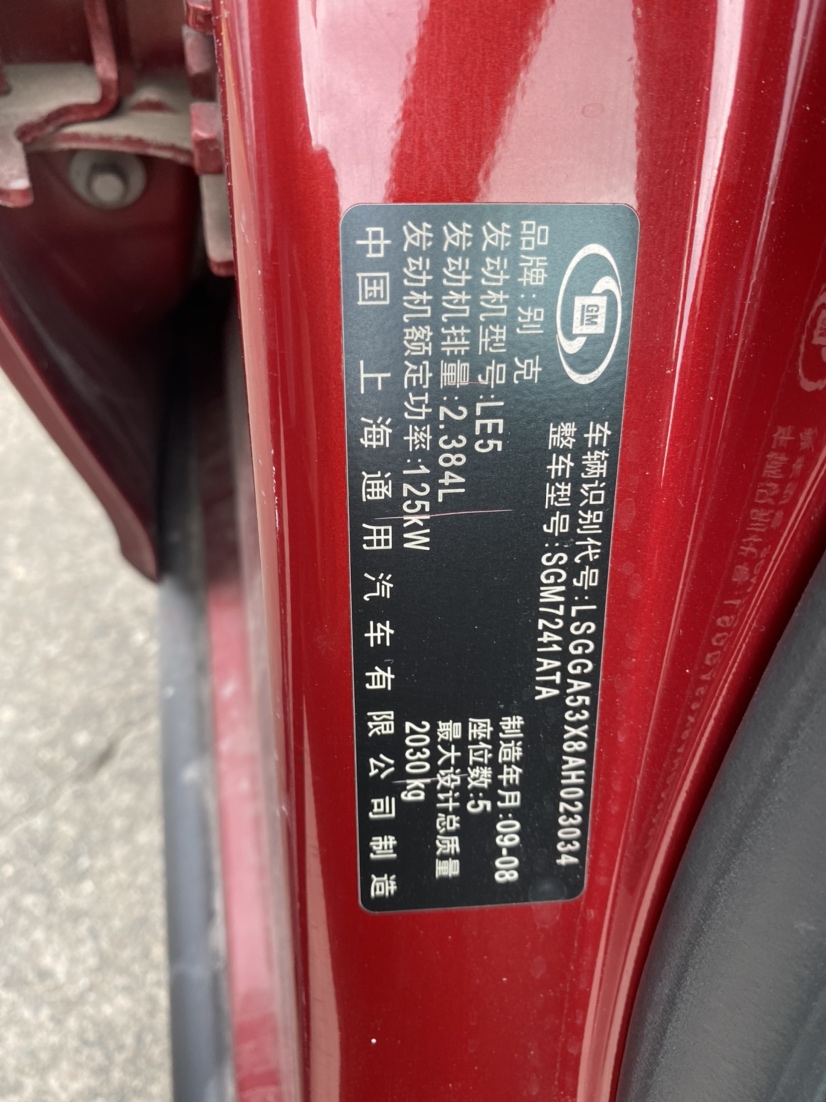 GM
车辆识别代号:LSGGA53X8AH023034
整车型号:SGM7241ATA
品牌:别克
发动机型号:LE5
发动机排量:2.384L
发动机额定功率:125kW
制造年月:09-08
座位数:5
最大设计总质量
2030kg
中国 上海通用汽车有限公司制造